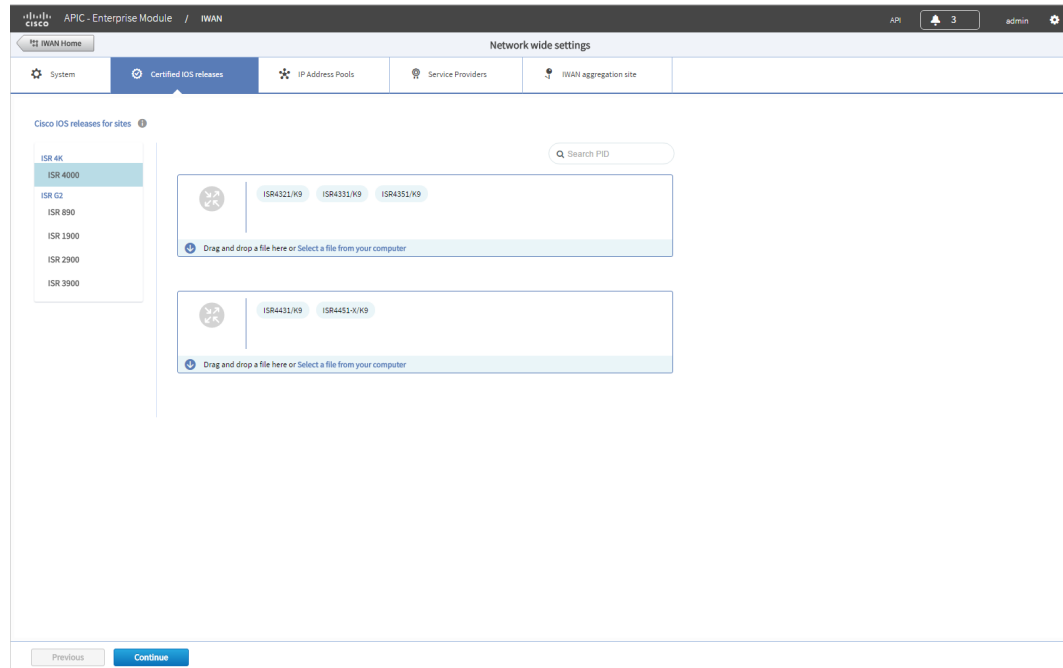 CISCO APIC - Enterprise Module / IWAN API 3 admin
IWAN Home Network wide settings
System Certified IOS releases IP Address Pools Service Providers IWAN aggregation site
Cisco IOS releases for sites
Search PID
ISR 4K
ISR 4000
ISR G2
ISR 890
ISR 1900
ISR 2900
ISR 3900
ISR4321/K9 ISR4331/K9 ISR4351/K9
Drag and drop a file here or Select a file from your computer
ISR4431/K9 ISR4451-X/K9
Drag and drop a file here or Select a file from your computer
Previous Continue